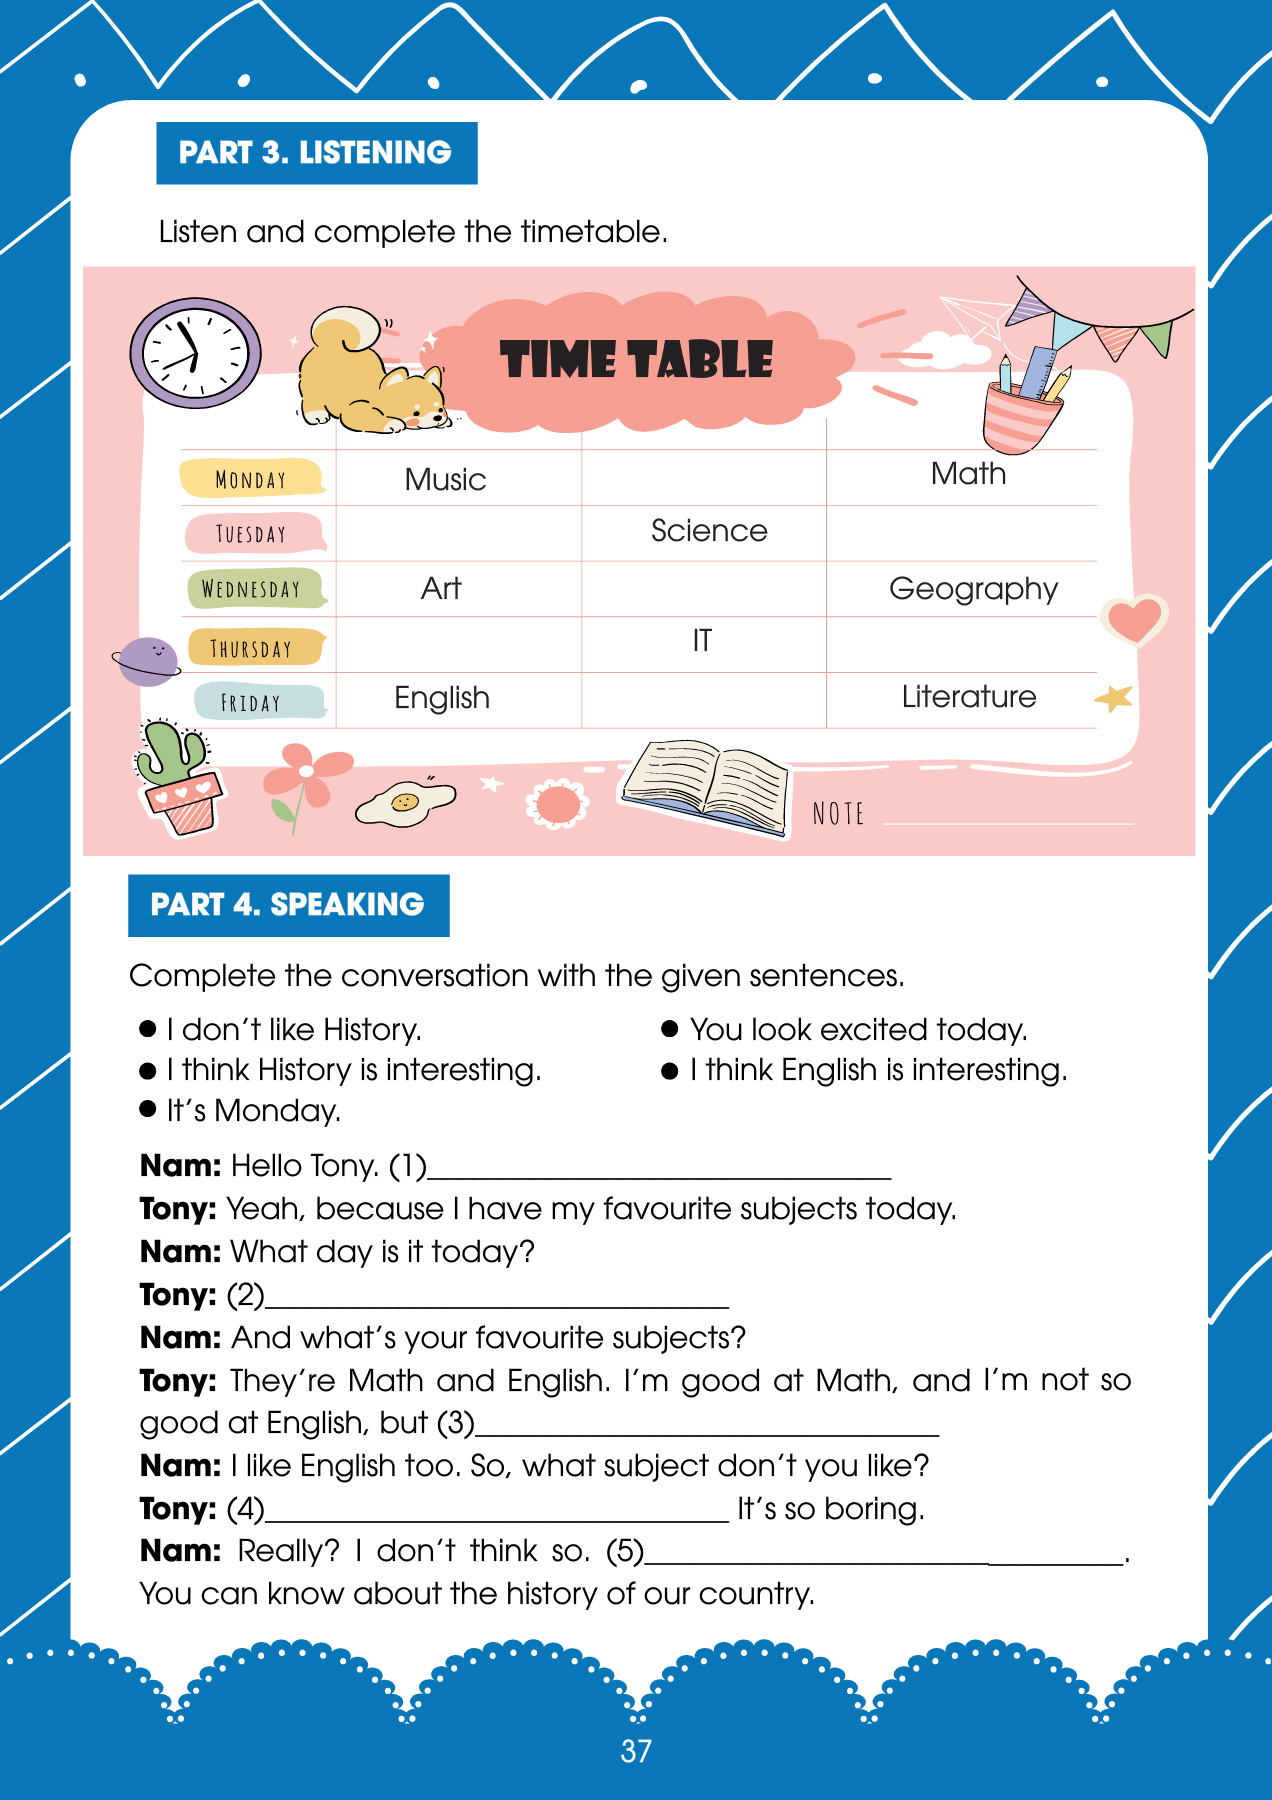 PART 3. LISTENING
Listen and complete the timetable.
TIME TABLE
MONDAY Music Math
TUESDAY Science
WEDNESDAY Art Geography
THURSDAY IT
FRIDAY English Literature
NOTE
PART 4. SPEAKING
Complete the conversation with the given sentences.
● I don't like History. ● You look excited today.
● I think History is interesting. ● I think English is interesting.
● It's Monday.
Nam: Hello Tony. (1)_______________________________
Tony: Yeah, because I have my favourite subjects today.
Nam: What day is it today?
Tony: (2)_______________________________
Nam: And what's your favourite subjects?
Tony: They're Math and English. I'm good at Math, and I'm not so
good at English, but (3)_______________________________
Nam: I like English too. So, what subject don't you like?
Tony: (4)_______________________________ It's so boring.
Nam: Really? I don't think so. (5)________________________________.
You can know about the history of our country.
37